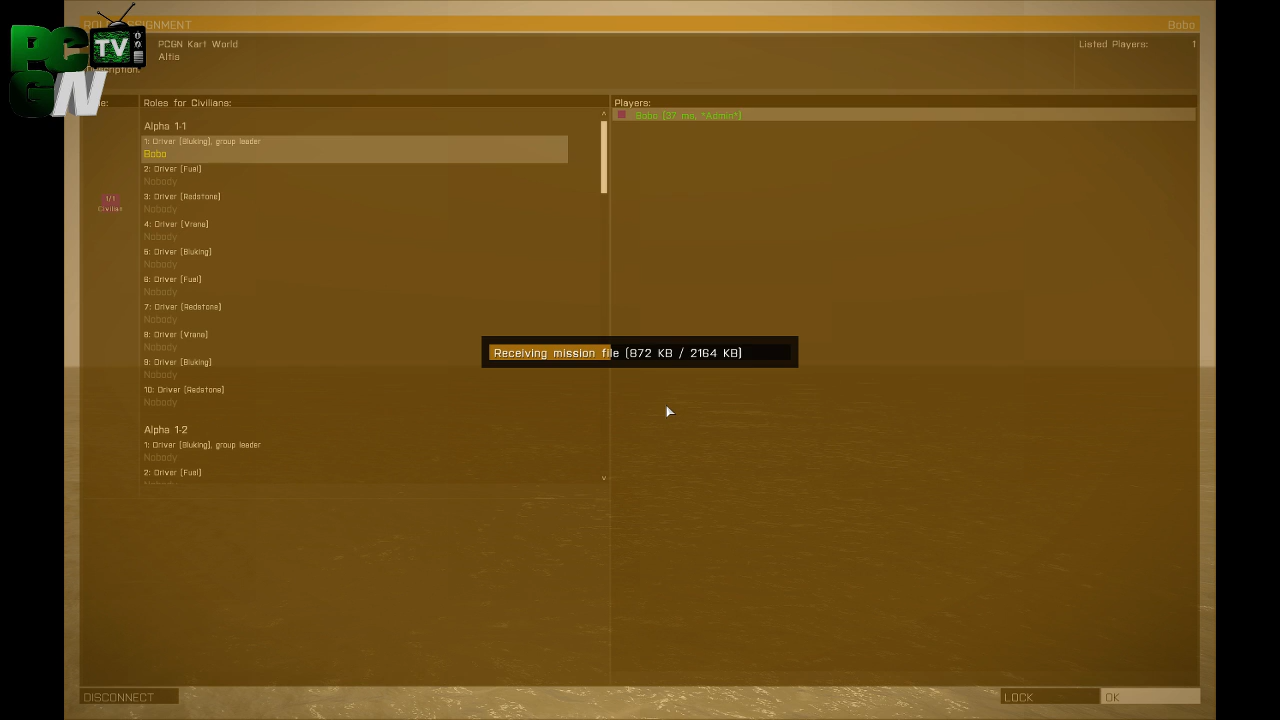 ROLE ASSIGNMENT
Bobo
PCGN
TV
PCGN Kart World
Listed Players: 1
Altis
Description:
Roles for Civilians:
Players:
Alpha 1-1
Bobo [37 ms, *Admin*]
1: Driver [Bluking], group leader
Bobo
2: Driver [Fuel]
Nobody
3: Driver [Redstone]
1/1
Civilian
Nobody
4: Driver [Vrana]
Nobody
5: Driver [Bluking]
Nobody
6: Driver [Fuel]
Nobody
7: Driver [Redstone]
Nobody
8: Driver [Vrana]
Nobody
Receiving mission file (872 KB / 2164 KB)
9: Driver [Bluking]
Nobody
10: Driver [Redstone]
Nobody
Alpha 1-2
1: Driver [Bluking], group leader
Nobody
2: Driver [Fuel]
DISCONNECT
LOCK
OK